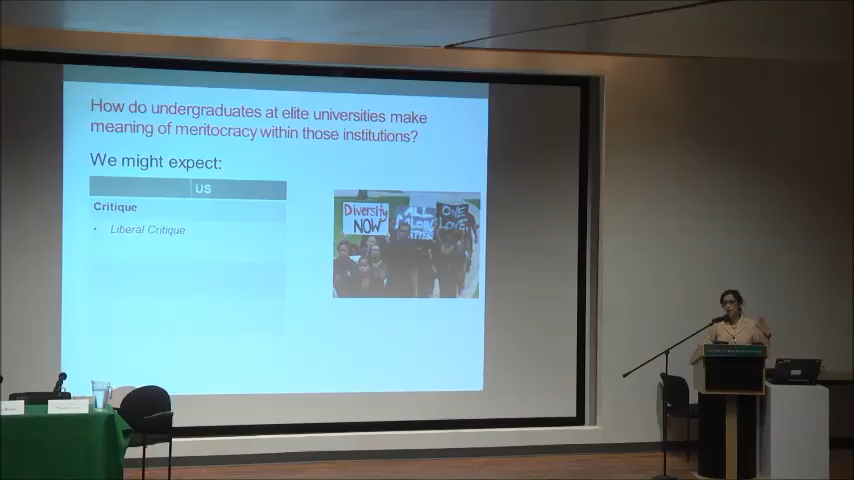 How do undergraduates at elite universities make
meaning of meritocracy within those institutions?
We might expect:
US
Critique
• Liberal Critique
Diversity
NOW
ALL
ONE
LOVE